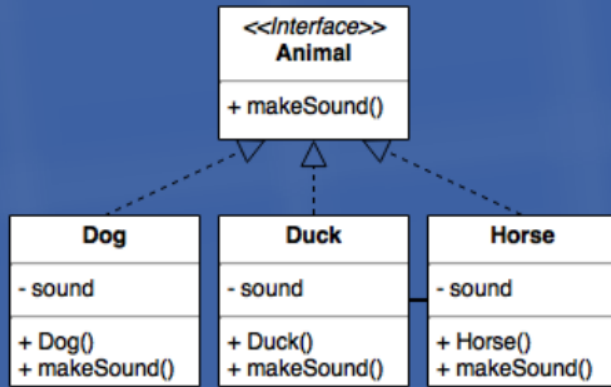 <<Interface>>
Animal
+ makeSound()
Dog
- sound
+ Dog()
+ makeSound()
Duck
- sound
+ Duck()
+ makeSound()
Horse
- sound
+ Horse()
+ makeSound()